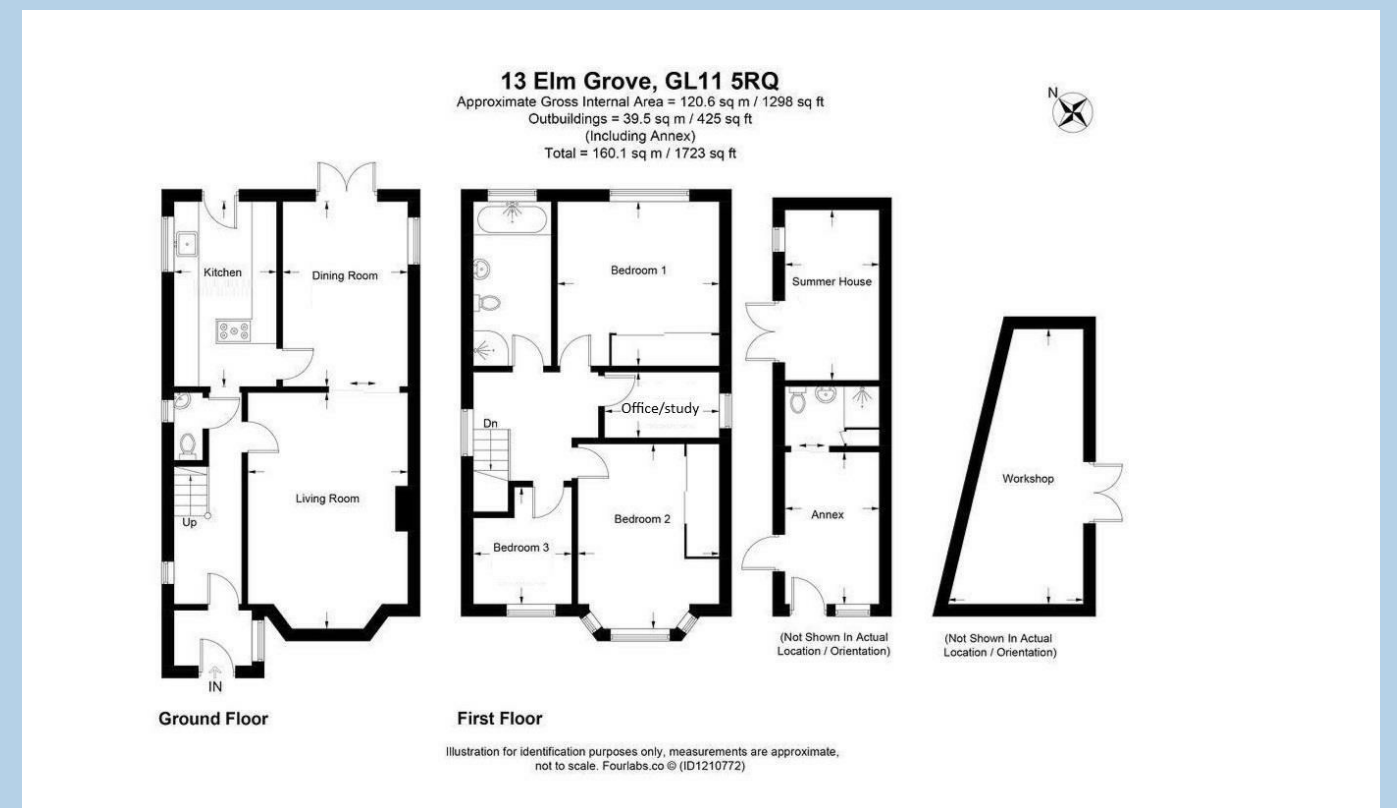 13 Elm Grove, GL11 5RQ
Approximate Gross Internal Area = 120.6 sq m / 1298 sq ft
Outbuildings = 39.5 sq m / 425 sq ft
(Including Annex)
Total = 160.1 sq m / 1723 sq ft
N
Kitchen
Dining Room
Living Room
Up
IN
Ground Floor
Bedroom 1
Office/study
Dn
Bedroom 2
Bedroom 3
First Floor
Summer House
Annex
(Not Shown In Actual
Location / Orientation)
Workshop
(Not Shown In Actual
Location / Orientation)
Illustration for identification purposes only, measurements are approximate,
not to scale. Fourlabs.co © (ID1210772)